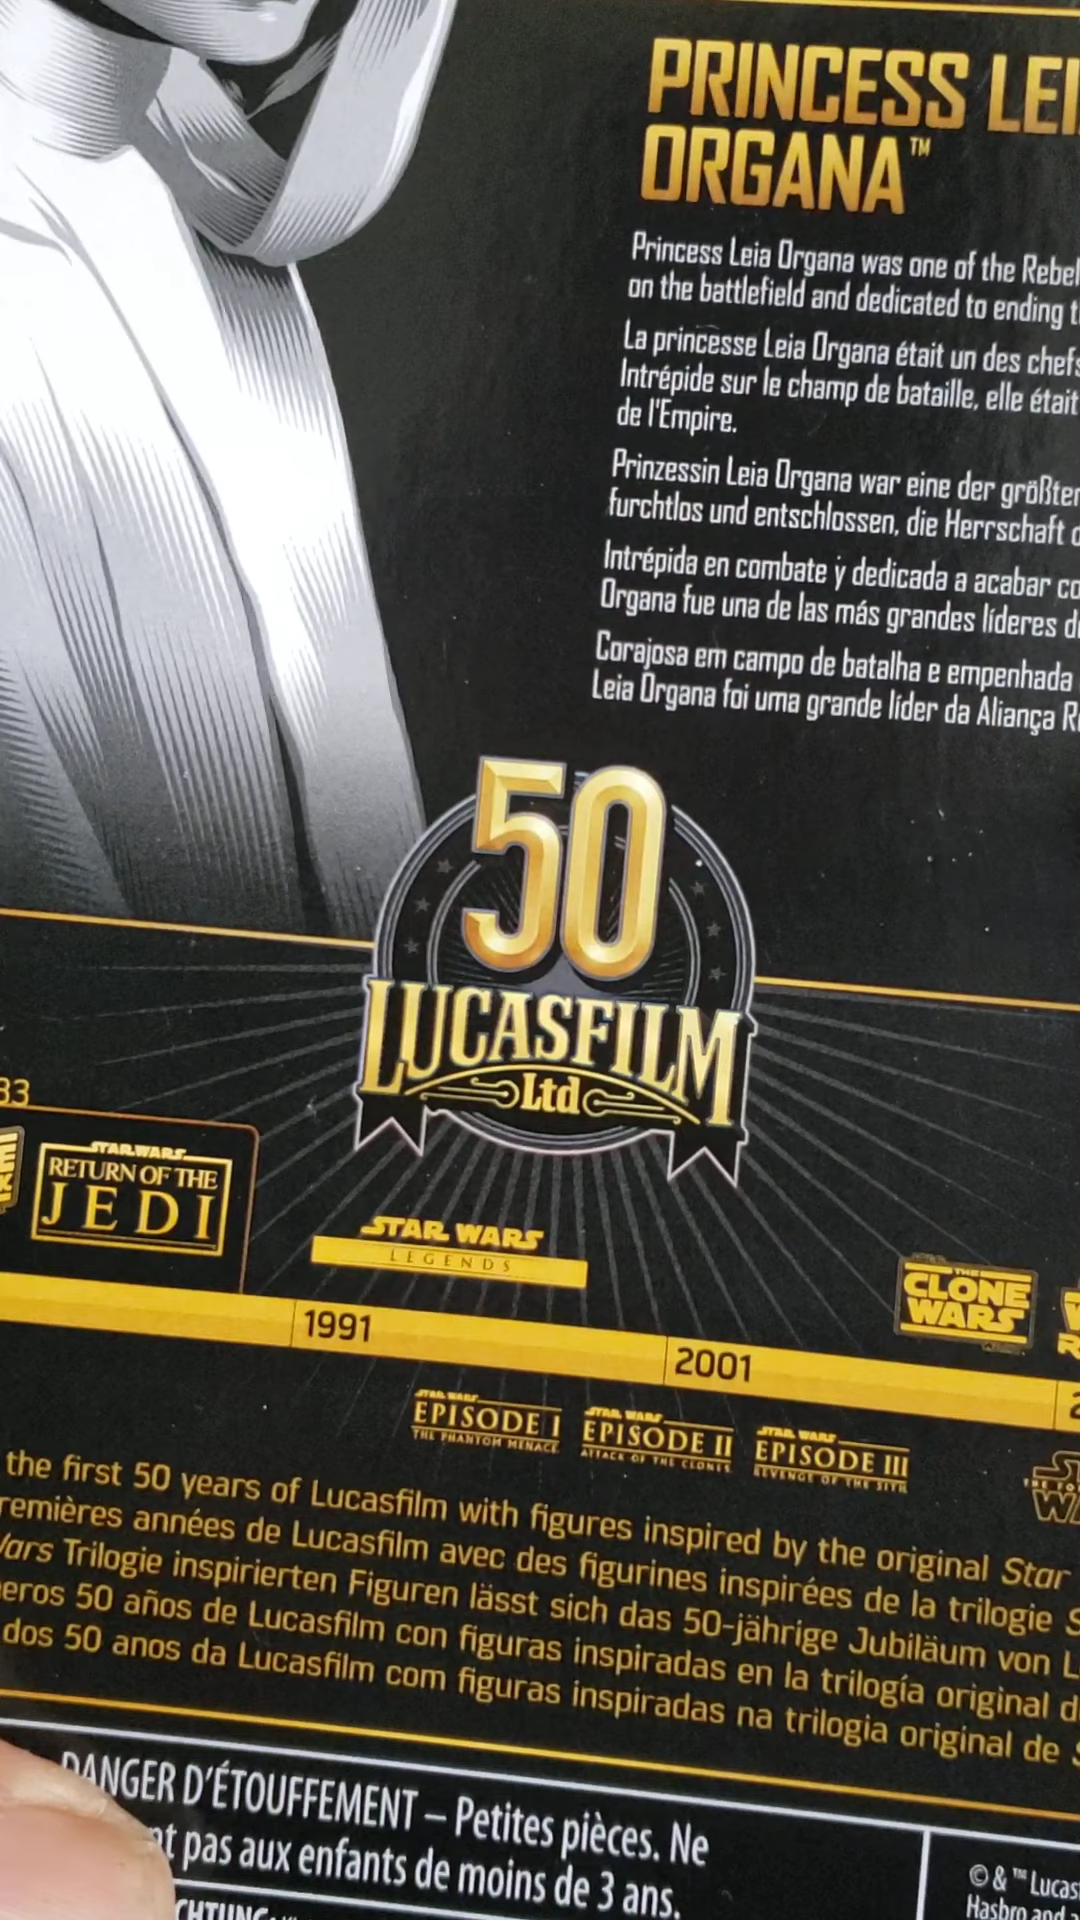 PRINCESS LEI
ORGANA™
Princess Leia Organa was one of the Rebel
on the battlefield and dedicated to ending
La princesse Leia Organa était un des chefs
Intrépide sur le champ de bataille, elle était
de l'Empire.
Prinzessin Leia Organa war eine der größten
furchtlos und entschlossen, die Herrschaft
Intrépida en combate y dedicada a acabar co
Organa fue una de las más grandes líderes
Corajosa em campo de batalha e empenhada
Leia Organa foi uma grande líder da Aliança R
50
LUCASFILM
Ltd
83
STAR WARS
RETURN OF THE
JEDI
STAR WARS
LEGENDS
THE
CLONE
WARS
1991
2001
2
STAR WARS
EPISODE I
THE PHANTOM MENACE
STAR WARS
EPISODE II
ATTACK OF THE CLONES
STAR WARS
EPISODE III
REVENGE OF THE SITH
the first 50 years of Lucasfilm with figures inspired by the original Star
remières années de Lucasfilm avec des figurines inspirées de la trilogie S
Wars Trilogie inspirierten Figuren lässt sich das 50-jährige Jubiläum von L
eros 50 años de Lucasfilm con figuras inspiradas en la trilogía original d
dos 50 anos da Lucasfilm com figuras inspiradas na trilogia original de
DANGER D'ÉTOUFFEMENT – Petites pièces. Ne
nt pas aux enfants de moins de 3 ans.
CHTUNG:
© & ™ Lucas
Hasbro and